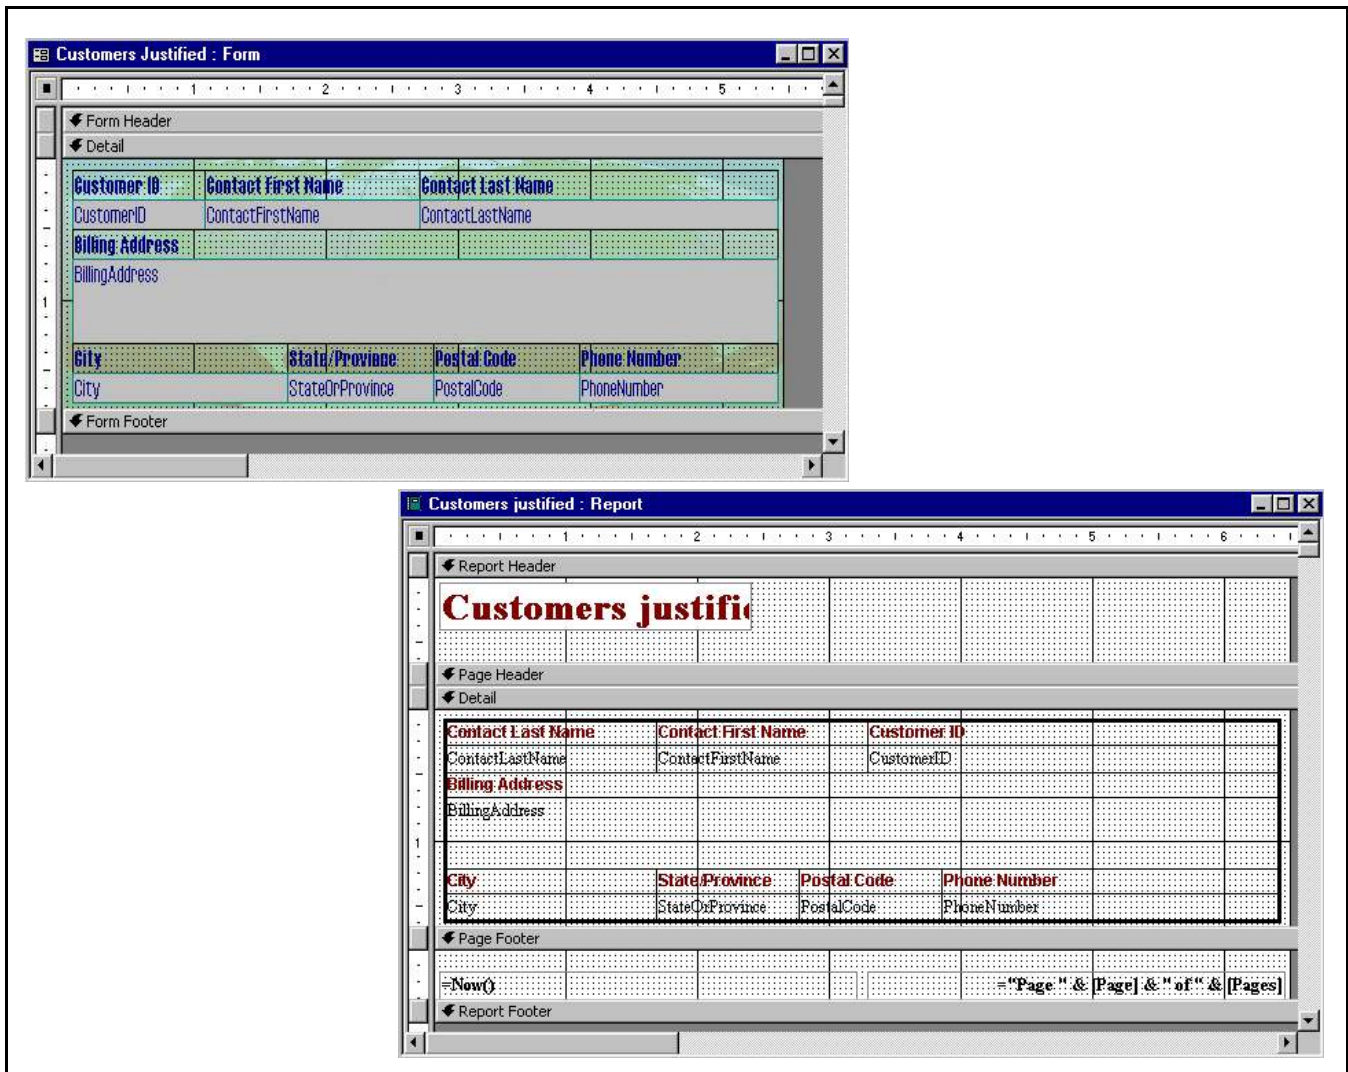 Customers Justified : Form
1 2 3 4 5
Form Header
Detail
Customer ID Contact First Name Contact Last Name
CustomerID ContactFirstName ContactLastName
Billing Address
BillingAddress
1
City State/Province Postal Code Phone Number
City StateOrProvince PostalCode PhoneNumber
Form Footer
Customers justified : Report
1 2 3 4 5 6
Report Header
Customers justifi
Page Header
Detail
Contact Last Name Contact First Name Customer ID
ContactLastName ContactFirstName CustomerID
Billing Address
BillingAddress
1
City State/Province Postal Code Phone Number
City StateOrProvince PostalCode PhoneNumber
Page Footer
=Now() ="Page " & [Page] & " of " & [Pages]
Report Footer